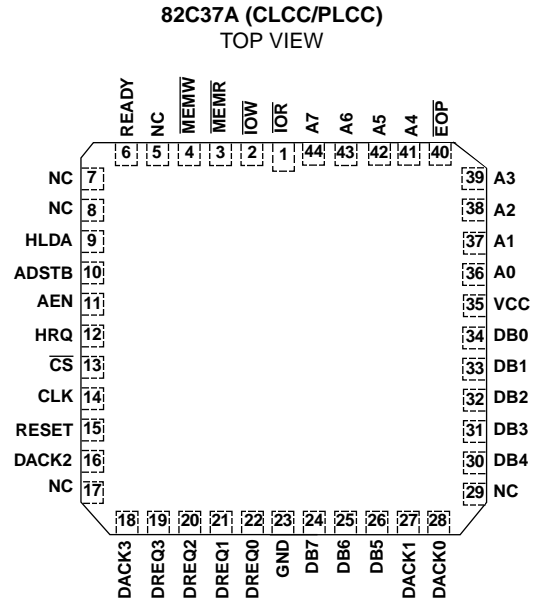 82C37A (CLCC/PLCC)
TOP VIEW
READY NC MEMW MEMR IOW IOR A7 A6 A5 A4 EOP
6 5 4 3 2 1 44 43 42 41 40
NC 7 39 A3
NC 8 38 A2
HLDA 9 37 A1
ADSTB 10 36 A0
AEN 11 35 VCC
HRQ 12 34 DB0
CS 13 33 DB1
CLK 14 32 DB2
RESET 15 31 DB3
DACK2 16 30 DB4
NC 17 29 NC
18 19 20 21 22 23 24 25 26 27 28
DACK3 DREQ3 DREQ2 DREQ1 DREQ0 GND DB7 DB6 DB5 DACK1 DACK0